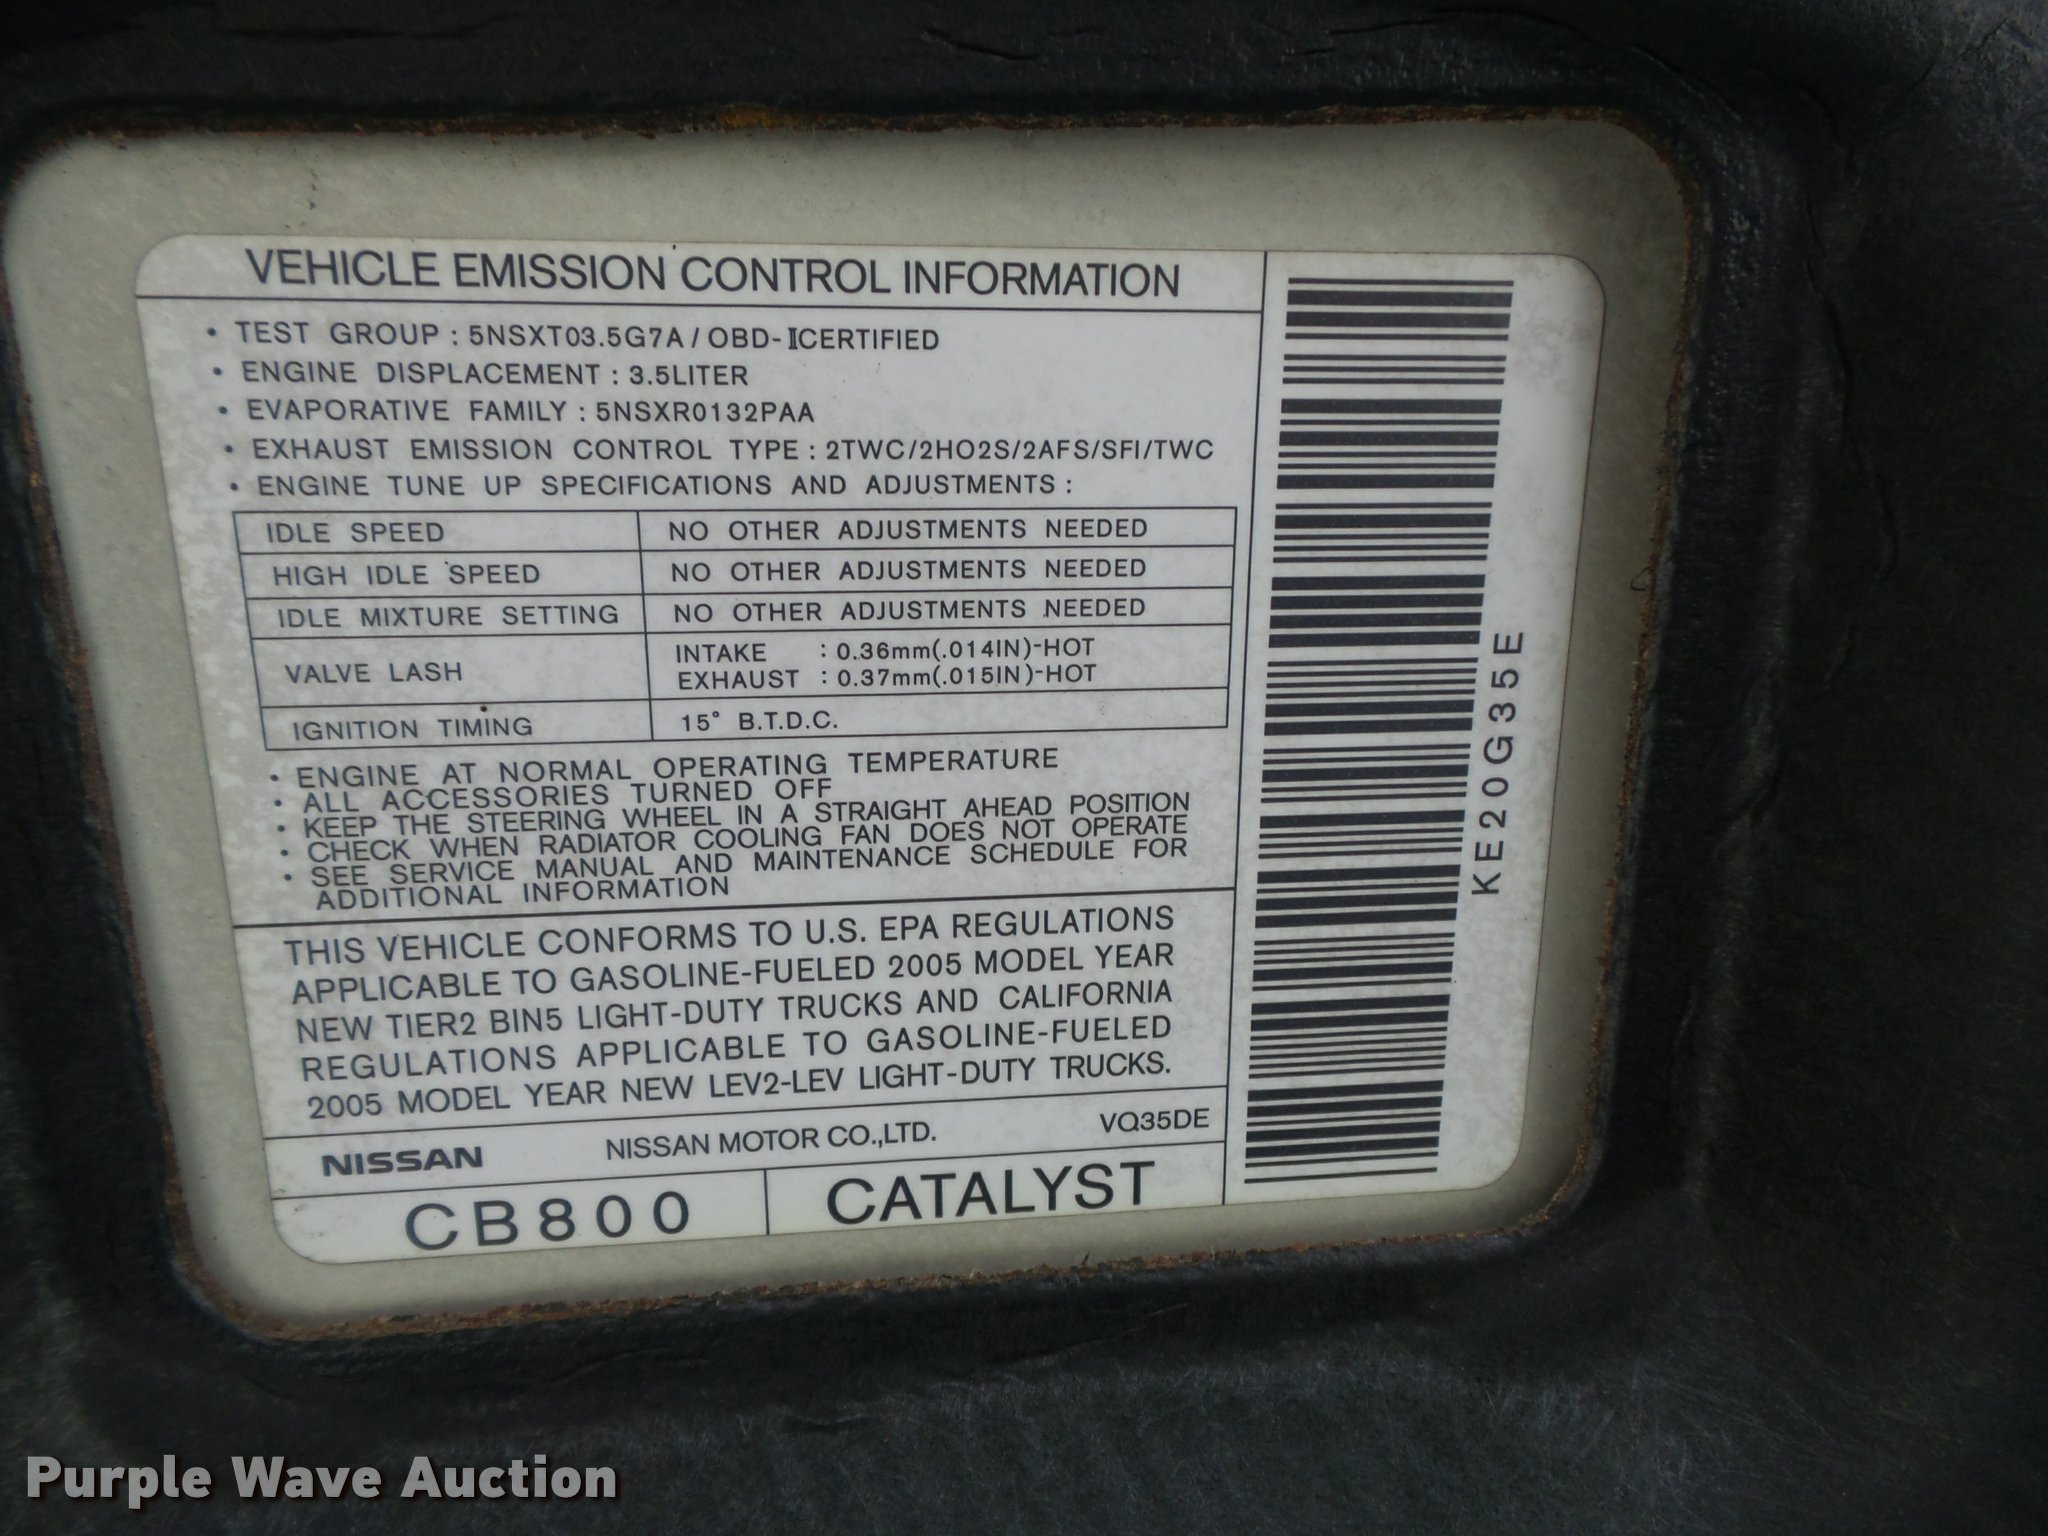 VEHICLE EMISSION CONTROL INFORMATION
• TEST GROUP : 5NSXT03.5G7A / OBD-ⅡCERTIFIED
• ENGINE DISPLACEMENT : 3.5LITER
• EVAPORATIVE FAMILY : 5NSXR0132PAA
• EXHAUST EMISSION CONTROL TYPE : 2TWC/2HO2S/2AFS/SFI/TWC
• ENGINE TUNE UP SPECIFICATIONS AND ADJUSTMENTS :
IDLE SPEED NO OTHER ADJUSTMENTS NEEDED
HIGH IDLE SPEED NO OTHER ADJUSTMENTS NEEDED
IDLE MIXTURE SETTING NO OTHER ADJUSTMENTS NEEDED
VALVE LASH INTAKE : 0.36mm(.014IN)-HOT
EXHAUST : 0.37mm(.015IN)-HOT
IGNITION TIMING 15° B.T.D.C.
• ENGINE AT NORMAL OPERATING TEMPERATURE
• ALL ACCESSORIES TURNED OFF
• KEEP THE STEERING WHEEL IN A STRAIGHT AHEAD POSITION
• CHECK WHEN RADIATOR COOLING FAN DOES NOT OPERATE
• SEE SERVICE MANUAL AND MAINTENANCE SCHEDULE FOR
ADDITIONAL INFORMATION
THIS VEHICLE CONFORMS TO U.S. EPA REGULATIONS
APPLICABLE TO GASOLINE-FUELED 2005 MODEL YEAR
NEW TIER2 BIN5 LIGHT-DUTY TRUCKS AND CALIFORNIA
REGULATIONS APPLICABLE TO GASOLINE-FUELED
2005 MODEL YEAR NEW LEV2-LEV LIGHT-DUTY TRUCKS.
NISSAN NISSAN MOTOR CO.,LTD. VQ35DE
CB800 CATALYST
KE20G35E
Purple Wave Auction